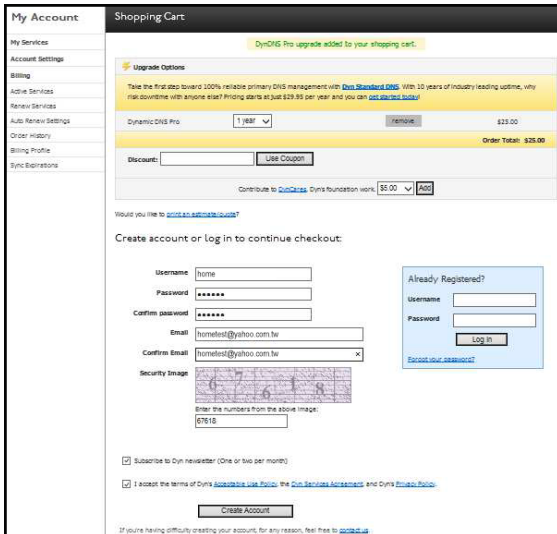 My Account
My Services
Account Settings
Billing
Active Services
Renew Services
Auto Renew Settings
Order History
Billing Profile
Sync Expirations
Shopping Cart
DynDNS Pro upgrade added to your shopping cart.
Upgrade Options
Take the first step toward 100% reliable primary DNS management with Dyn Standard DNS. With 10 years of industry leading uptime, why
risk downtime with anyone else? Pricing starts at just $29.95 per year and you can get started today!
Dynamic DNS Pro 1 year remove $25.00
Order Total: $25.00
Discount: Use Coupon
Contribute to DynCares, Dyn's foundation work. $5.00 Add
Would you like to print an estimate/quote?
Create account or log in to continue checkout:
Username home
Password ••••••
Confirm password ••••••
Email hometest@yahoo.com.tw
Confirm Email hometest@yahoo.com.tw ×
Security Image 6 7 6 1 8
Enter the numbers from the above image:
67618
Already Registered?
Username
Password
Log in
Forgot your password?
Subscribe to Dyn newsletter (One or two per month)
I accept the terms of Dyn's Acceptable Use Policy, the Dyn Services Agreement, and Dyn's Privacy Policy.
Create Account
If you're having difficulty creating your account, for any reason, feel free to contact us.